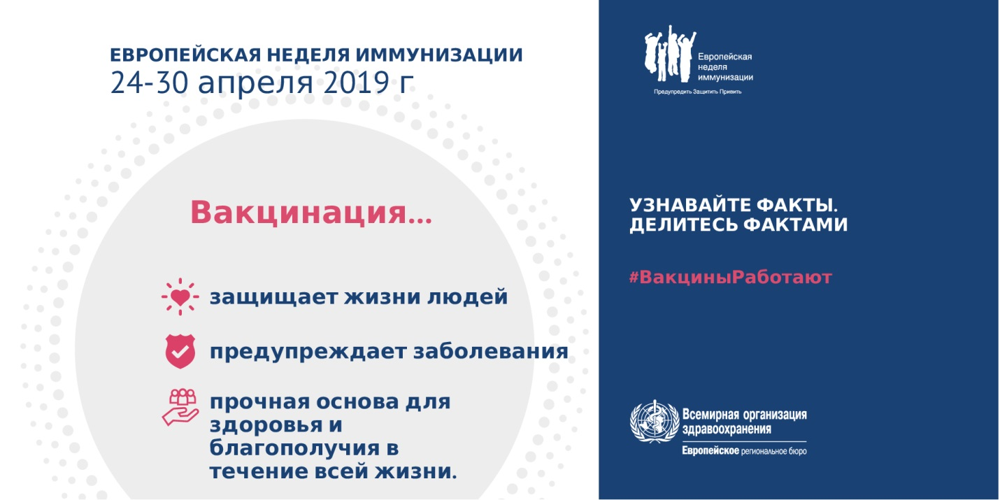 ЕВРОПЕЙСКАЯ НЕДЕЛЯ ИММУНИЗАЦИИ
24-30 апреля 2019 г
Вакцинация...
защищает жизни людей
предупреждает заболевания
прочная основа для
здоровья и
благополучия в
течение всей жизни.
Европейская
неделя
иммунизации
Предупредить Защитить Привить
УЗНАВАЙТЕ ФАКТЫ.
ДЕЛИТЕСЬ ФАКТАМИ
#ВакциныРаботают
Всемирная организация
здравоохранения
Европейское региональное бюро